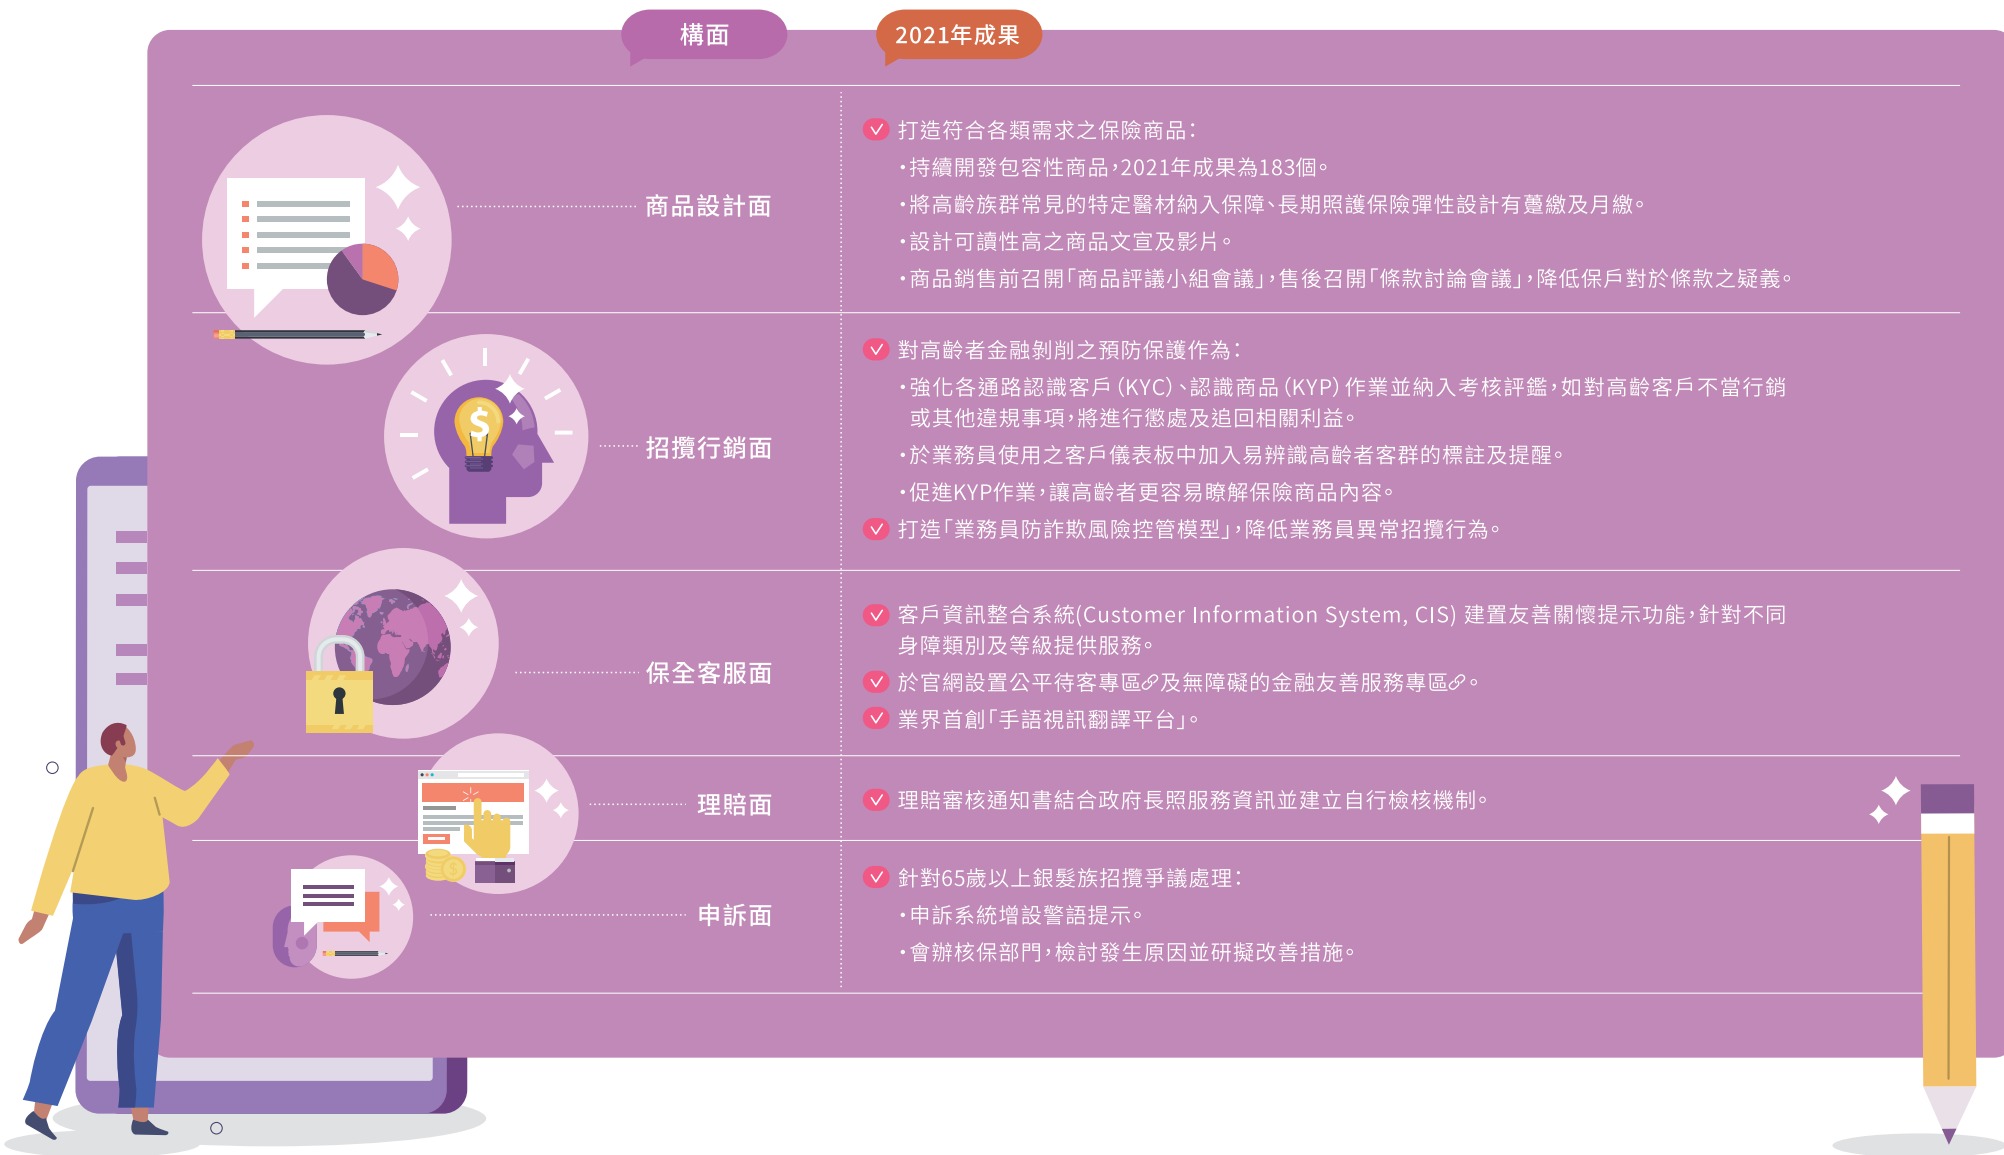 構面
2021年成果
商品設計面
打造符合各類需求之保險商品：
・持續開發包容性商品，2021年成果為183個。
・將高齡族群常見的特定醫材納入保障、長期照護保險彈性設計有躉繳及月繳。
・設計可讀性高之商品文宣及影片。
・商品銷售前召開「商品評議小組會議」，售後召開「條款討論會議」，降低保戶對於條款之疑義。
招攬行銷面
對高齡者金融剝削之預防保護作為：
・強化各通路認識客戶（KYC）、認識商品（KYP）作業並納入考核評鑑，如對高齡客戶不當行銷
或其他違規事項，將進行懲處及追回相關利益。
・於業務員使用之客戶儀表板中加入易辨識高齡者客群的標註及提醒。
・促進KYP作業，讓高齡者更容易瞭解保險商品內容。
打造「業務員防詐欺風險控管模型」，降低業務員異常招攬行為。
保全客服面
客戶資訊整合系統(Customer Information System, CIS) 建置友善關懷提示功能，針對不同
身障類別及等級提供服務。
於官網設置公平待客專區及無障礙的金融友善服務專區。
業界首創「手語視訊翻譯平台」。
理賠面
理賠審核通知書結合政府長照服務資訊並建立自行檢核機制。
申訴面
針對65歲以上銀髮族招攬爭議處理：
・申訴系統增設警語提示。
・會辦核保部門，檢討發生原因並研擬改善措施。